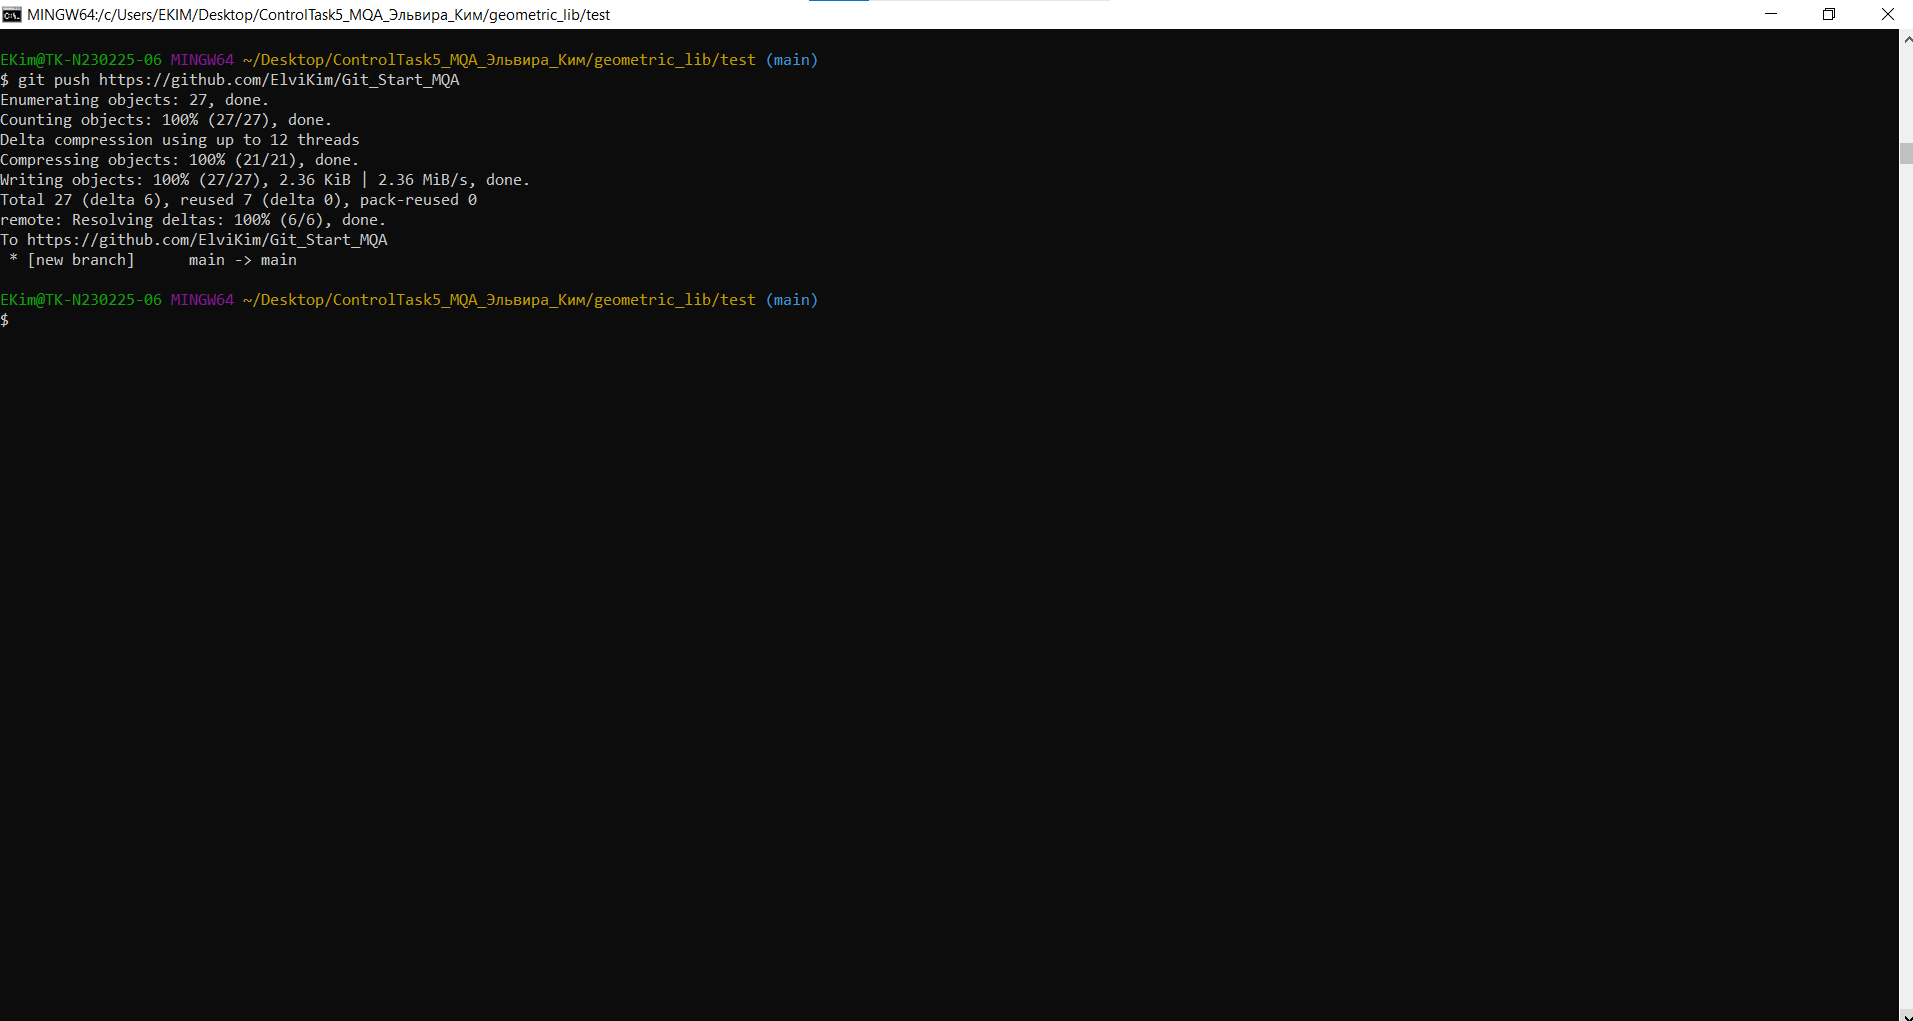 MINGW64:/c/Users/EKIM/Desktop/ControlTask5_MQA_Эльвира_Ким/geometric_lib/test
EKim@TK-N230225-06 MINGW64 ~/Desktop/ControlTask5_MQA_Эльвира_Ким/geometric_lib/test (main)
$ git push https://github.com/ElviKim/Git_Start_MQA
Enumerating objects: 27, done.
Counting objects: 100% (27/27), done.
Delta compression using up to 12 threads
Compressing objects: 100% (21/21), done.
Writing objects: 100% (27/27), 2.36 KiB | 2.36 MiB/s, done.
Total 27 (delta 6), reused 7 (delta 0), pack-reused 0
remote: Resolving deltas: 100% (6/6), done.
To https://github.com/ElviKim/Git_Start_MQA
 * [new branch]      main -> main
EKim@TK-N230225-06 MINGW64 ~/Desktop/ControlTask5_MQA_Эльвира_Ким/geometric_lib/test (main)
$